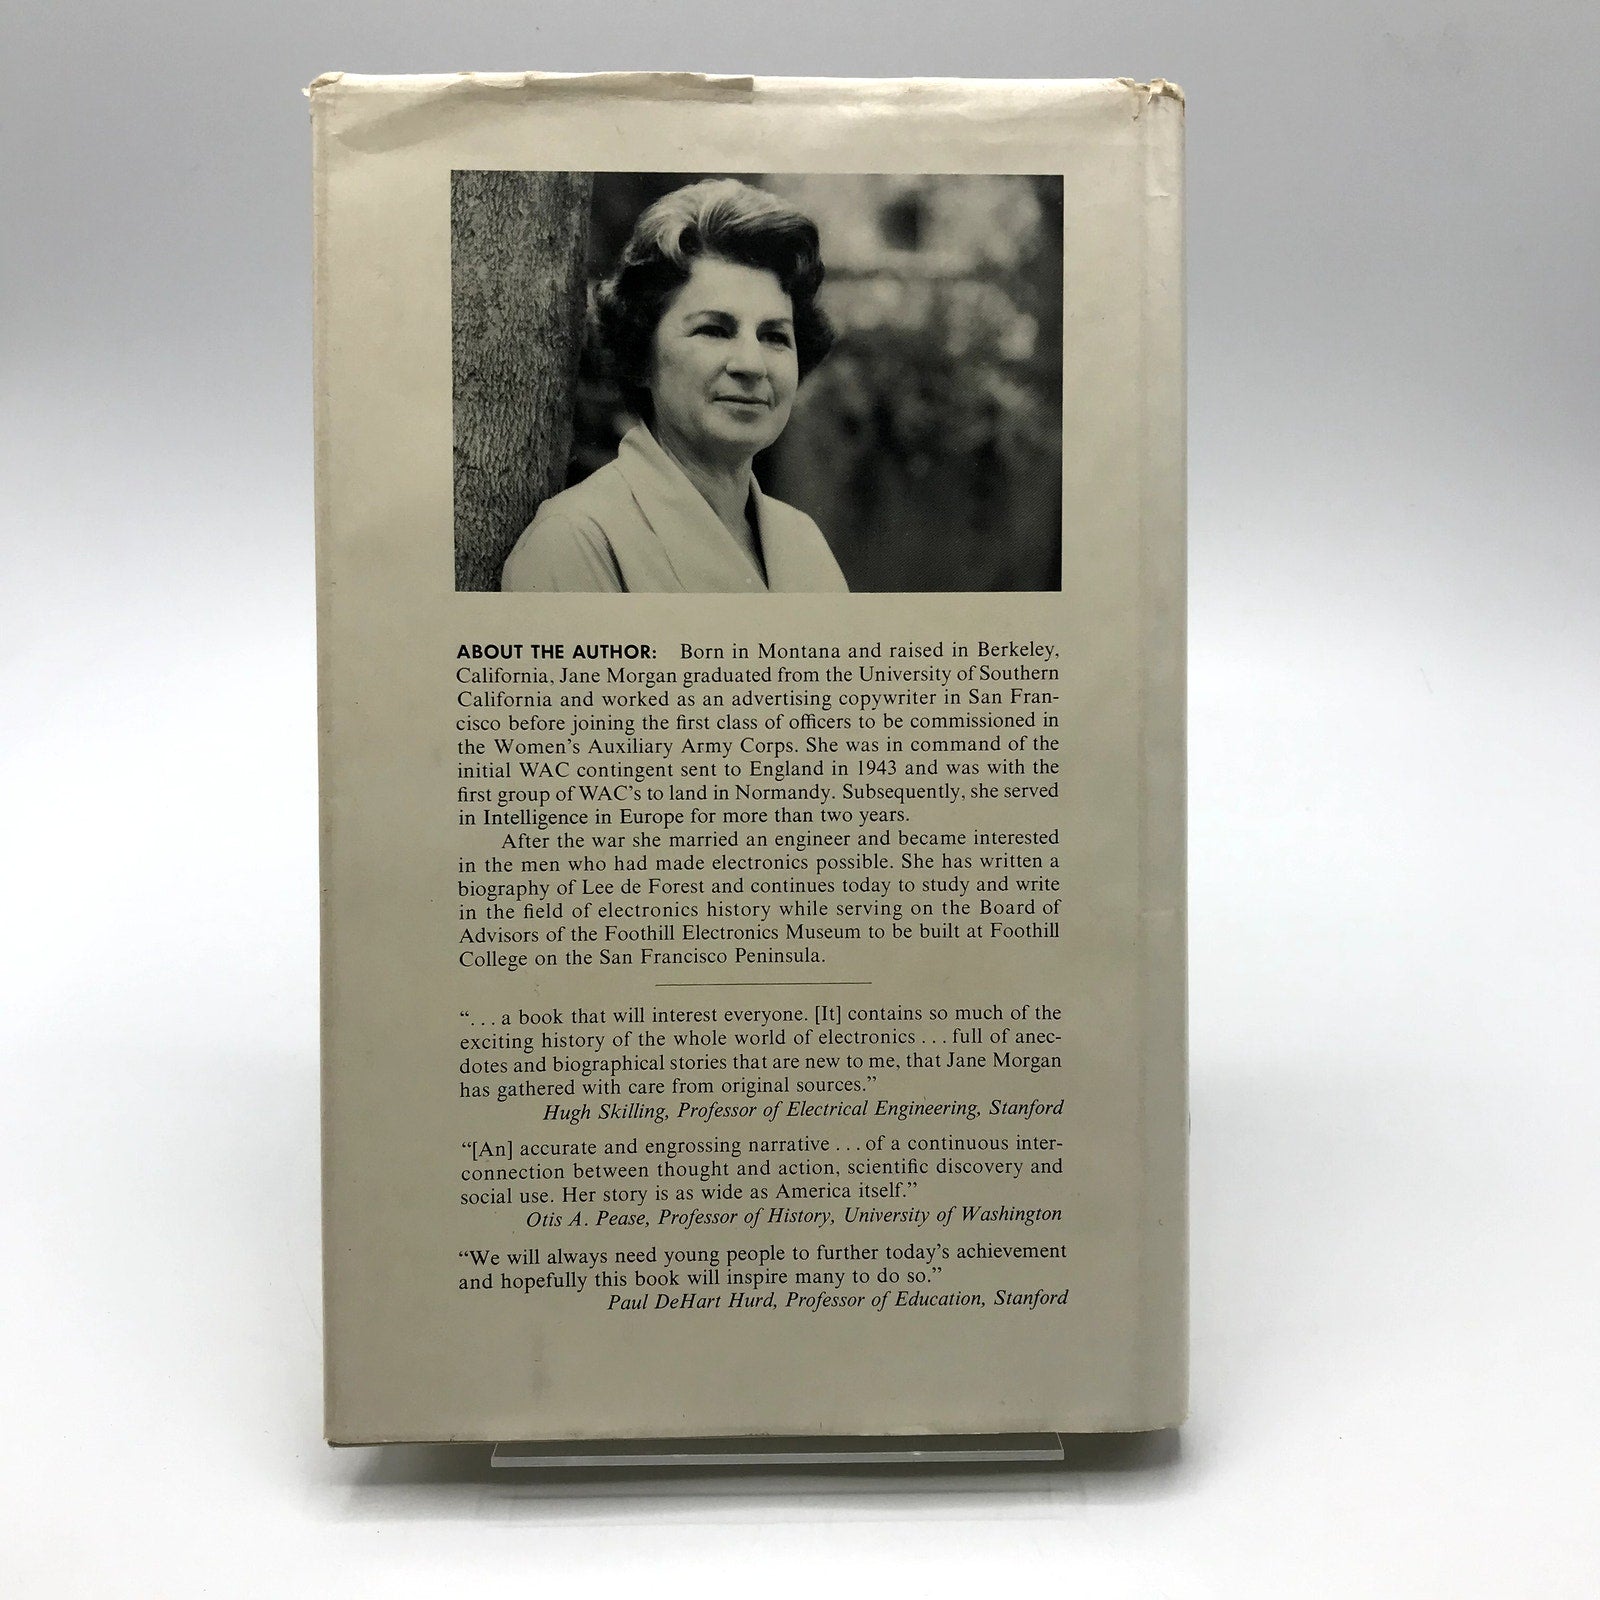 ABOUT THE AUTHOR: Born in Montana and raised in Berkeley,
California, Jane Morgan graduated from the University of Southern
California and worked as an advertising copywriter in San Fran-
cisco before joining the first class of officers to be commissioned in
the Women's Auxiliary Army Corps. She was in command of the
initial WAC contingent sent to England in 1943 and was with the
first group of WAC's to land in Normandy. Subsequently, she served
in Intelligence in Europe for more than two years.
After the war she married an engineer and became interested
in the men who had made electronics possible. She has written a
biography of Lee de Forest and continues today to study and write
in the field of electronics history while serving on the Board of
Advisors of the Foothill Electronics Museum to be built at Foothill
College on the San Francisco Peninsula.
“. . . a book that will interest everyone. [It] contains so much of the
exciting history of the whole world of electronics . . . full of anec-
dotes and biographical stories that are new to me, that Jane Morgan
has gathered with care from original sources.”
Hugh Skilling, Professor of Electrical Engineering, Stanford
“[An] accurate and engrossing narrative . . . of a continuous inter-
connection between thought and action, scientific discovery and
social use. Her story is as wide as America itself.”
Otis A. Pease, Professor of History, University of Washington
“We will always need young people to further today's achievement
and hopefully this book will inspire many to do so.”
Paul DeHart Hurd, Professor of Education, Stanford